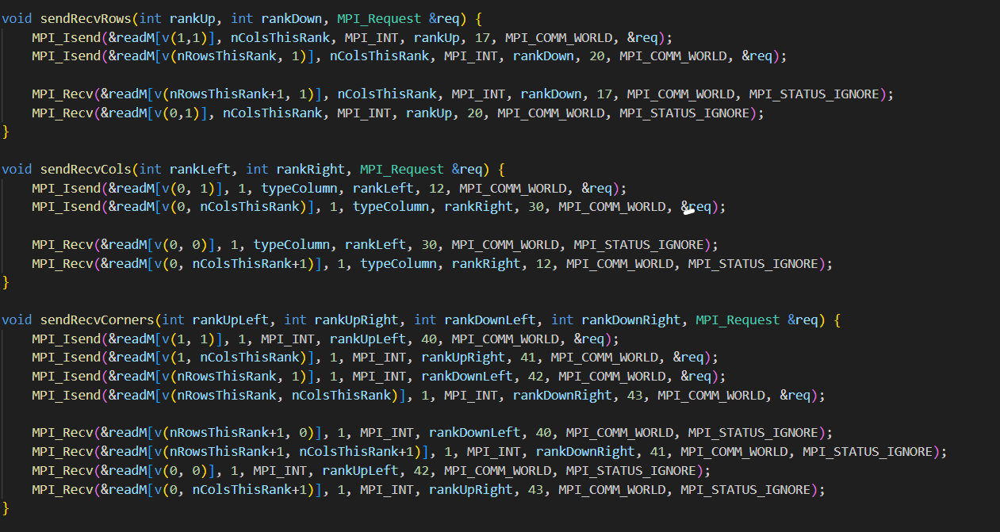 void sendRecvRows(int rankUp, int rankDown, MPI_Request &req) {
MPI_Isend(&readM[v(1,1)], nColsThisRank, MPI_INT, rankUp, 17, MPI_COMM_WORLD, &req);
MPI_Isend(&readM[v(nRowsThisRank, 1)], nColsThisRank, MPI_INT, rankDown, 20, MPI_COMM_WORLD, &req);
MPI_Recv(&readM[v(nRowsThisRank+1, 1)], nColsThisRank, MPI_INT, rankDown, 17, MPI_COMM_WORLD, MPI_STATUS_IGNORE);
MPI_Recv(&readM[v(0,1)], nColsThisRank, MPI_INT, rankUp, 20, MPI_COMM_WORLD, MPI_STATUS_IGNORE);
}
void sendRecvCols(int rankLeft, int rankRight, MPI_Request &req) {
MPI_Isend(&readM[v(0, 1)], 1, typeColumn, rankLeft, 12, MPI_COMM_WORLD, &req);
MPI_Isend(&readM[v(0, nColsThisRank)], 1, typeColumn, rankRight, 30, MPI_COMM_WORLD, &req);
MPI_Recv(&readM[v(0, 0)], 1, typeColumn, rankLeft, 30, MPI_COMM_WORLD, MPI_STATUS_IGNORE);
MPI_Recv(&readM[v(0, nColsThisRank+1)], 1, typeColumn, rankRight, 12, MPI_COMM_WORLD, MPI_STATUS_IGNORE);
}
void sendRecvCorners(int rankUpLeft, int rankUpRight, int rankDownLeft, int rankDownRight, MPI_Request &req) {
MPI_Isend(&readM[v(1, 1)], 1, MPI_INT, rankUpLeft, 40, MPI_COMM_WORLD, &req);
MPI_Isend(&readM[v(1, nColsThisRank)], 1, MPI_INT, rankUpRight, 41, MPI_COMM_WORLD, &req);
MPI_Isend(&readM[v(nRowsThisRank, 1)], 1, MPI_INT, rankDownLeft, 42, MPI_COMM_WORLD, &req);
MPI_Isend(&readM[v(nRowsThisRank, nColsThisRank)], 1, MPI_INT, rankDownRight, 43, MPI_COMM_WORLD, &req);
MPI_Recv(&readM[v(nRowsThisRank+1, 0)], 1, MPI_INT, rankDownLeft, 40, MPI_COMM_WORLD, MPI_STATUS_IGNORE);
MPI_Recv(&readM[v(nRowsThisRank+1, nColsThisRank+1)], 1, MPI_INT, rankDownRight, 41, MPI_COMM_WORLD, MPI_STATUS_IGNORE);
MPI_Recv(&readM[v(0, 0)], 1, MPI_INT, rankUpLeft, 42, MPI_COMM_WORLD, MPI_STATUS_IGNORE);
MPI_Recv(&readM[v(0, nColsThisRank+1)], 1, MPI_INT, rankUpRight, 43, MPI_COMM_WORLD, MPI_STATUS_IGNORE);
}